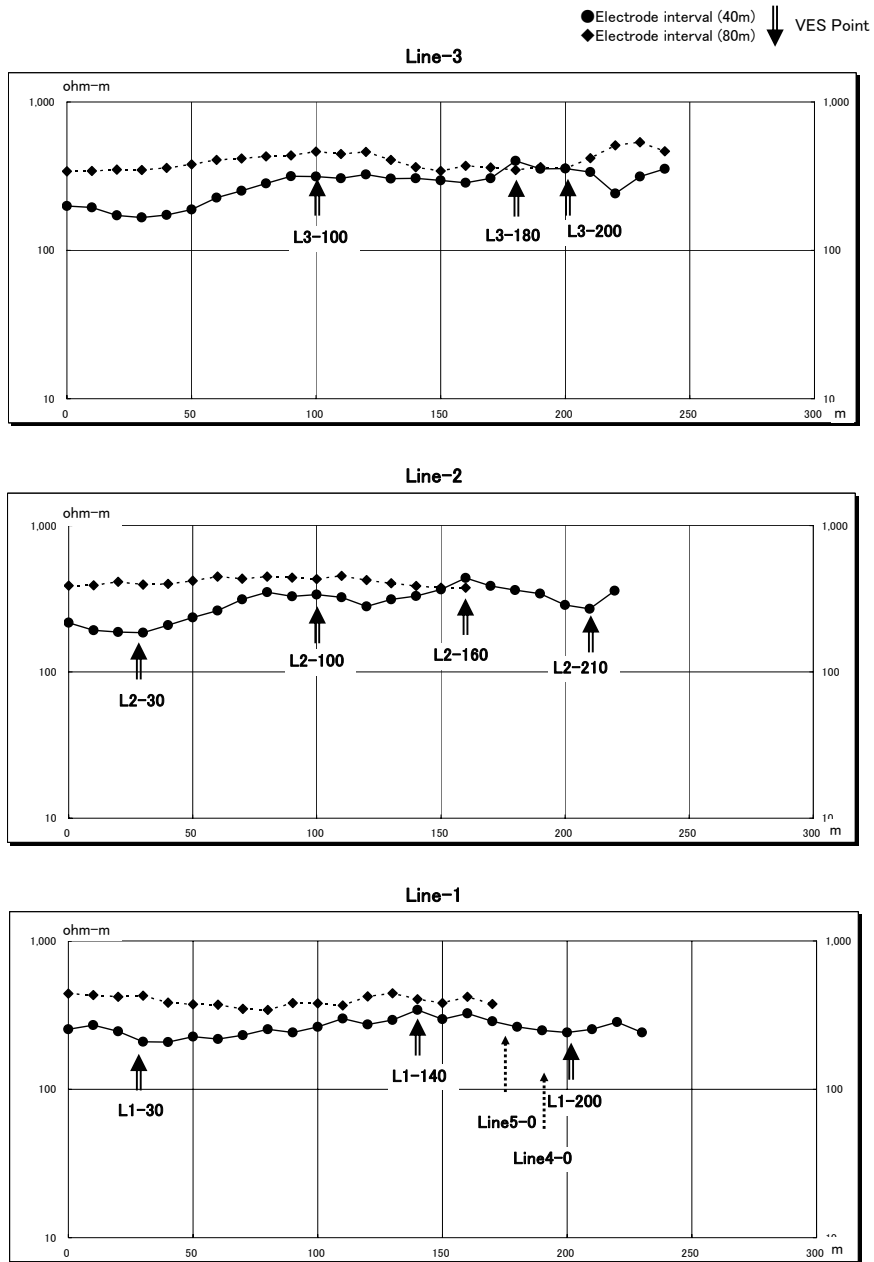 ●Electrode interval (40m)
◆Electrode interval (80m)
VES Point
Line-3
ohm-m
1,000 1,000
L3-100 L3-180 L3-200
100 100
10 10
0 50 100 150 200 250 300 m
Line-2
ohm-m
1,000 1,000
L2-30 L2-100 L2-160 L2-210
100 100
10
0 50 100 150 200 250 300 m
Line-1
ohm-m
1,000 1,000
100 100
L1-30 L1-140 L1-200
Line5-0
Line4-0
10
0 50 100 150 200 250 300 m